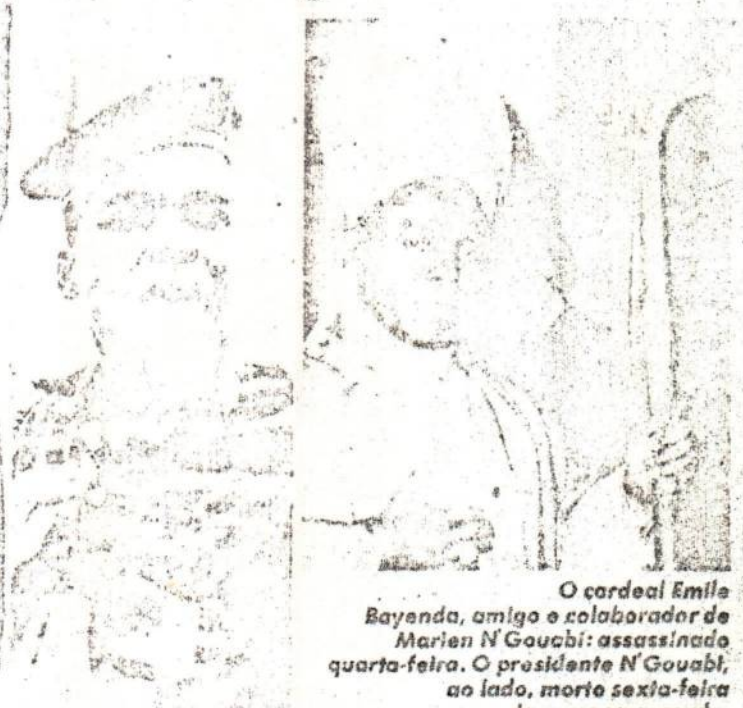 O cardeal Emile
Bayenda, amigo e colaborador de
Marien N'Gouabi: assassinado
quarta-feira. O presidente N'Gouabi,
ao lado, morto sexta-feira